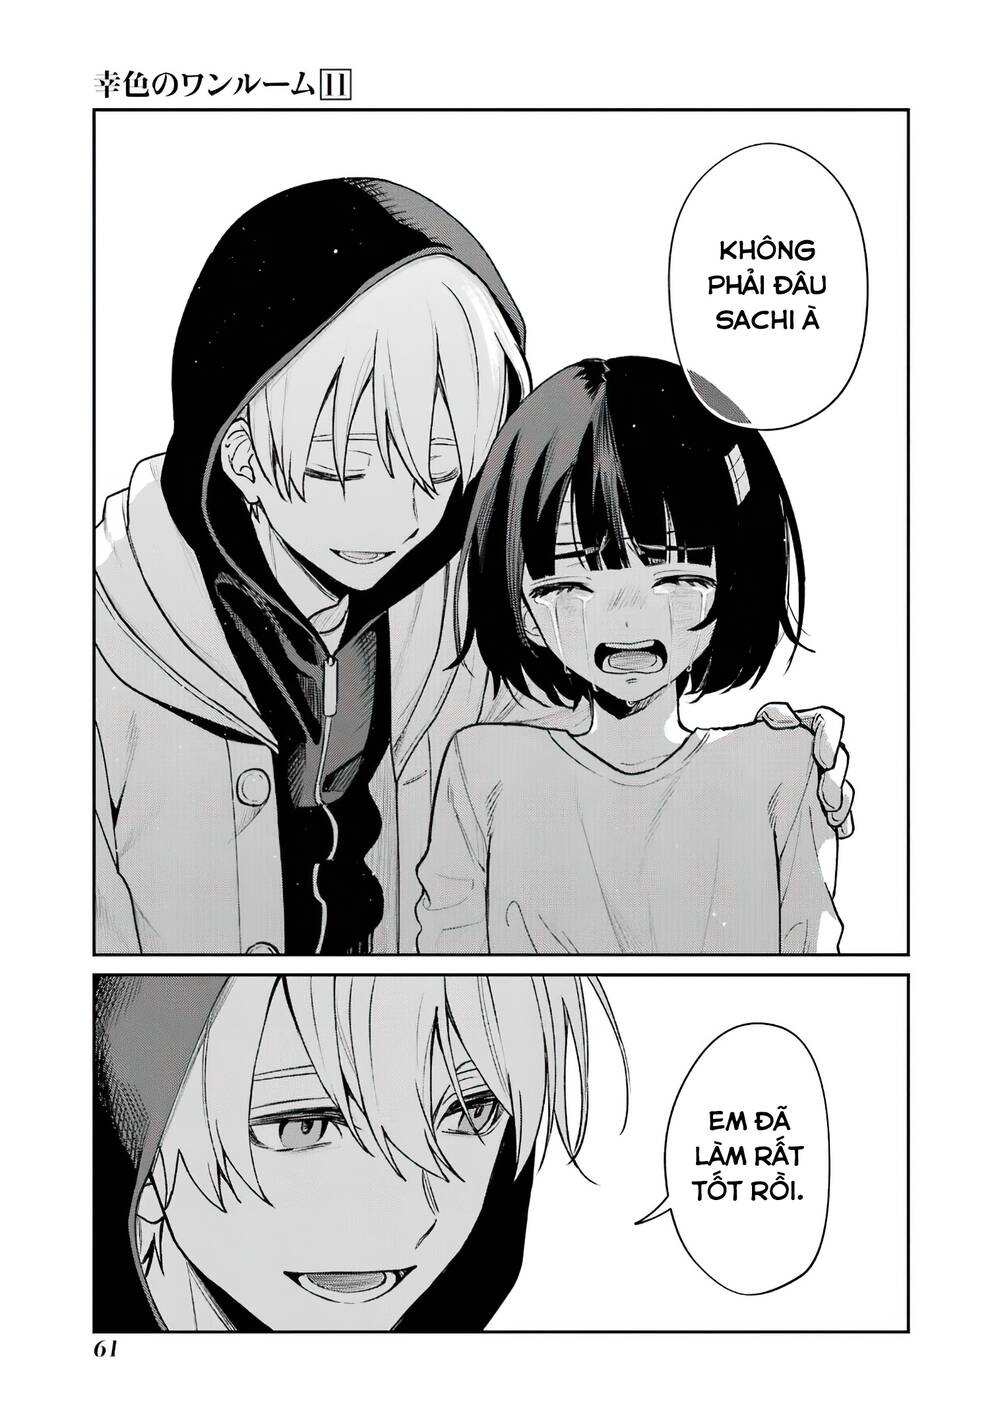 幸色のワンルーム 11
KHÔNG
PHẢI ĐÂU
SACHI À
EM ĐÃ
LÀM RẤT
TỐT RỒI.
61